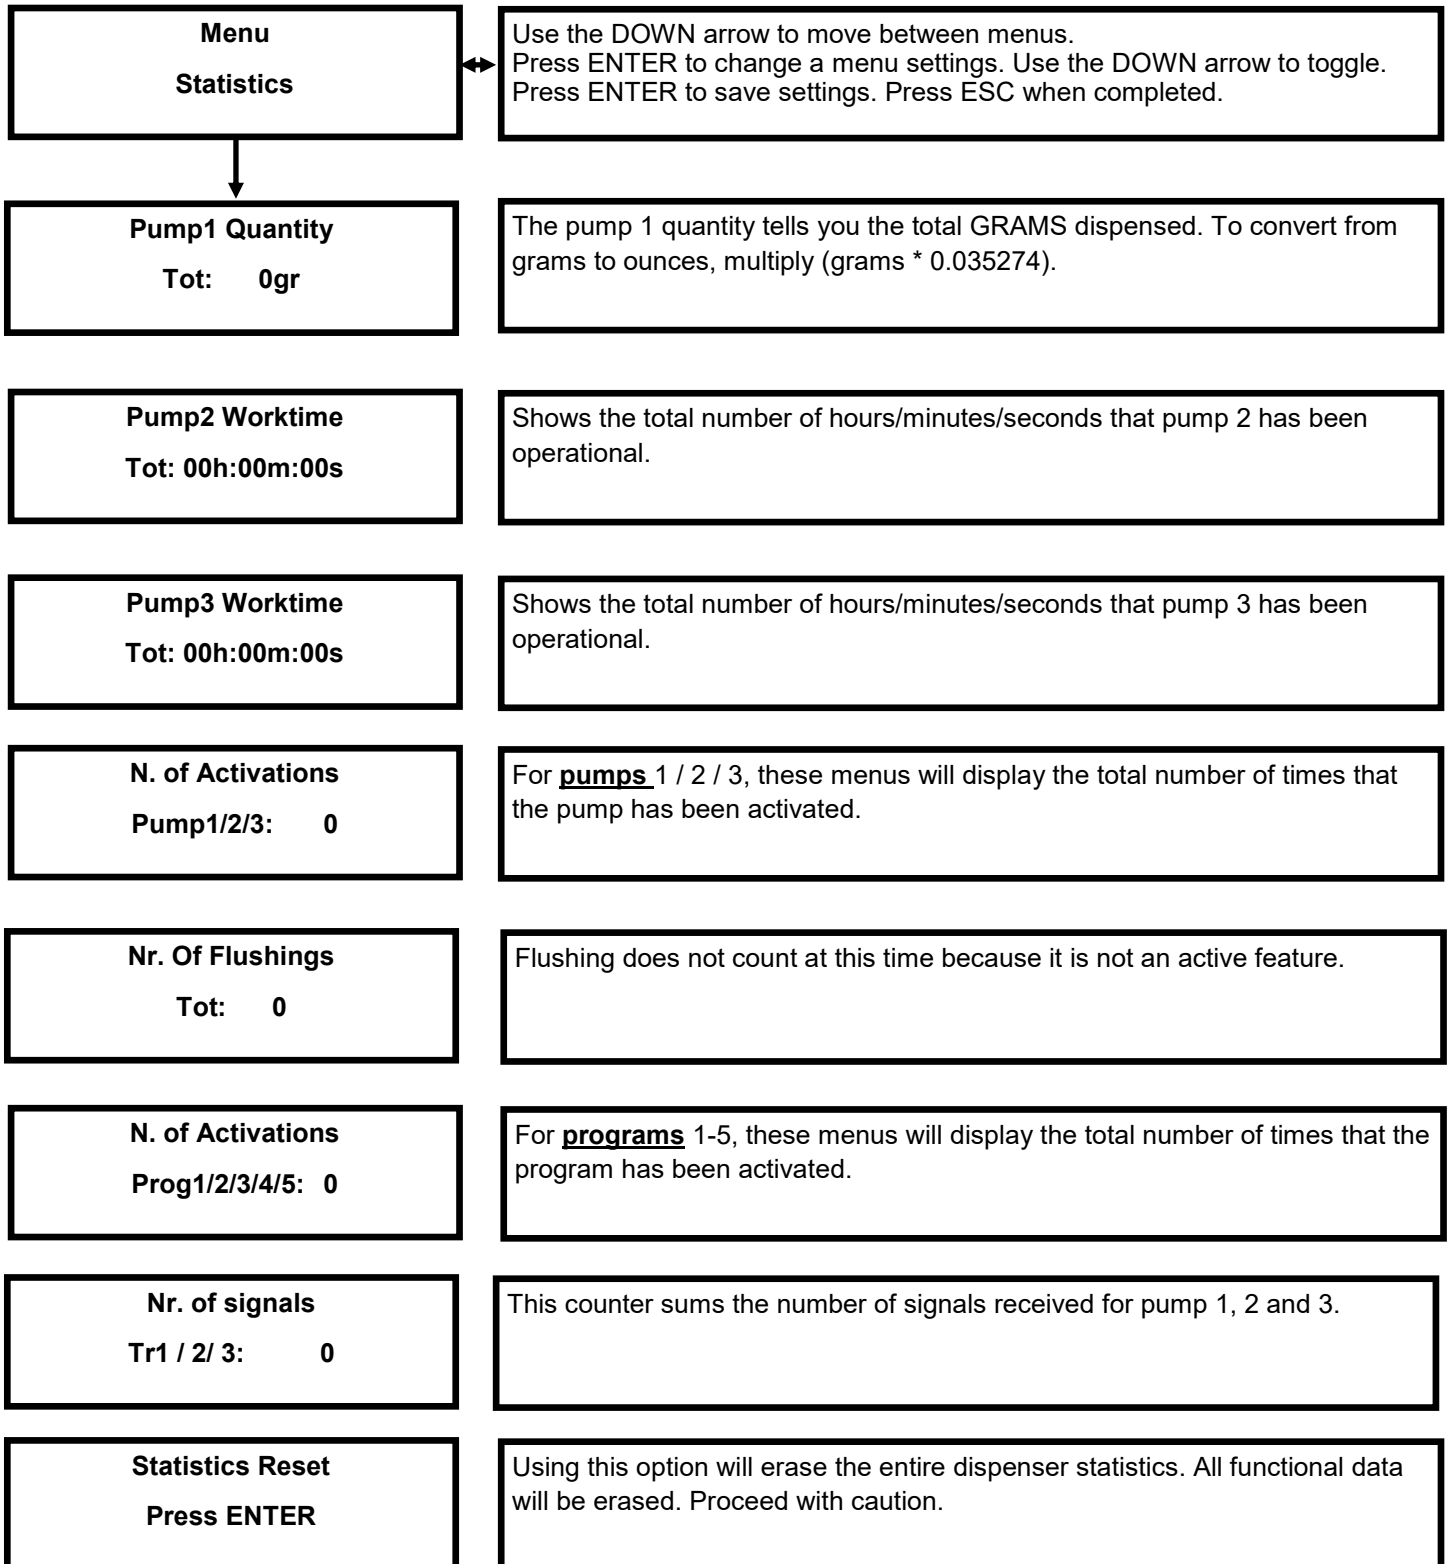 Menu
Statistics
Use the DOWN arrow to move between menus.
Press ENTER to change a menu settings. Use the DOWN arrow to toggle.
Press ENTER to save settings. Press ESC when completed.
Pump1 Quantity
Tot: 0gr
The pump 1 quantity tells you the total GRAMS dispensed. To convert from
grams to ounces, multiply (grams * 0.035274).
Pump2 Worktime
Tot: 00h:00m:00s
Shows the total number of hours/minutes/seconds that pump 2 has been
operational.
Pump3 Worktime
Tot: 00h:00m:00s
Shows the total number of hours/minutes/seconds that pump 3 has been
operational.
N. of Activations
Pump1/2/3: 0
For pumps 1 / 2 / 3, these menus will display the total number of times that
the pump has been activated.
Nr. Of Flushings
Tot: 0
Flushing does not count at this time because it is not an active feature.
N. of Activations
Prog1/2/3/4/5: 0
For programs 1-5, these menus will display the total number of times that the
program has been activated.
Nr. of signals
Tr1 / 2/ 3: 0
This counter sums the number of signals received for pump 1, 2 and 3.
Statistics Reset
Press ENTER
Using this option will erase the entire dispenser statistics. All functional data
will be erased. Proceed with caution.